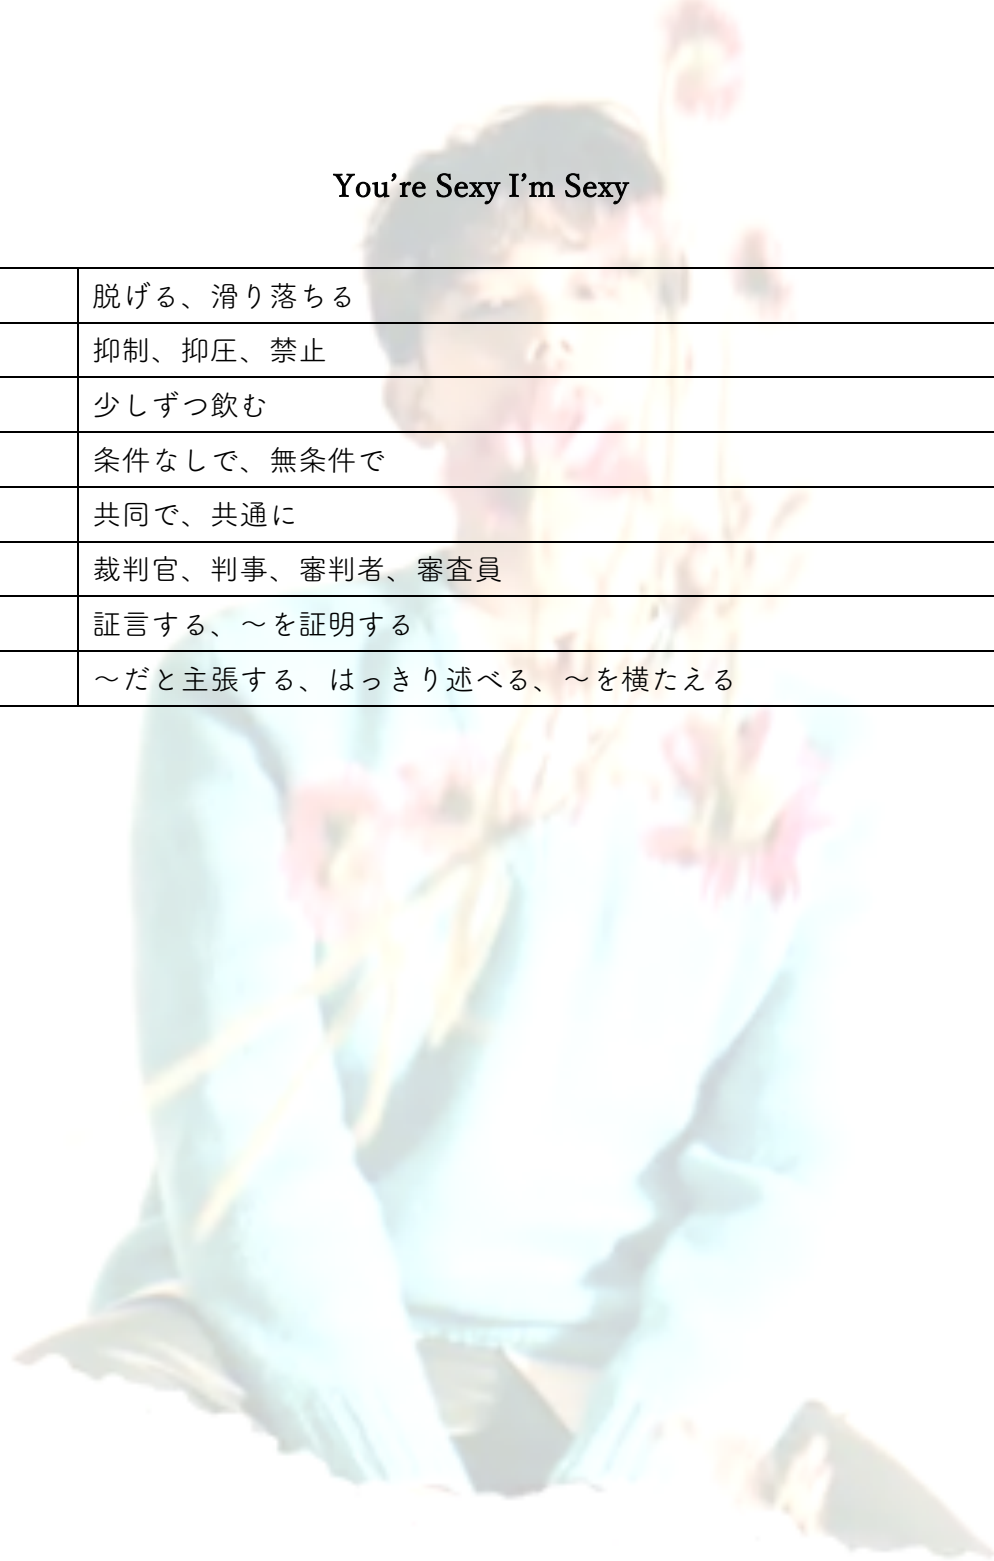 You’re Sexy I’m Sexy
脱げる、滑り落ちる
抑制、抑圧、禁止
少しずつ飲む
条件なしで、無条件で
共同で、共通に
裁判官、判事、審判者、審査員
証言する、～を証明する
～だと主張する、はっきり述べる、～を横たえる